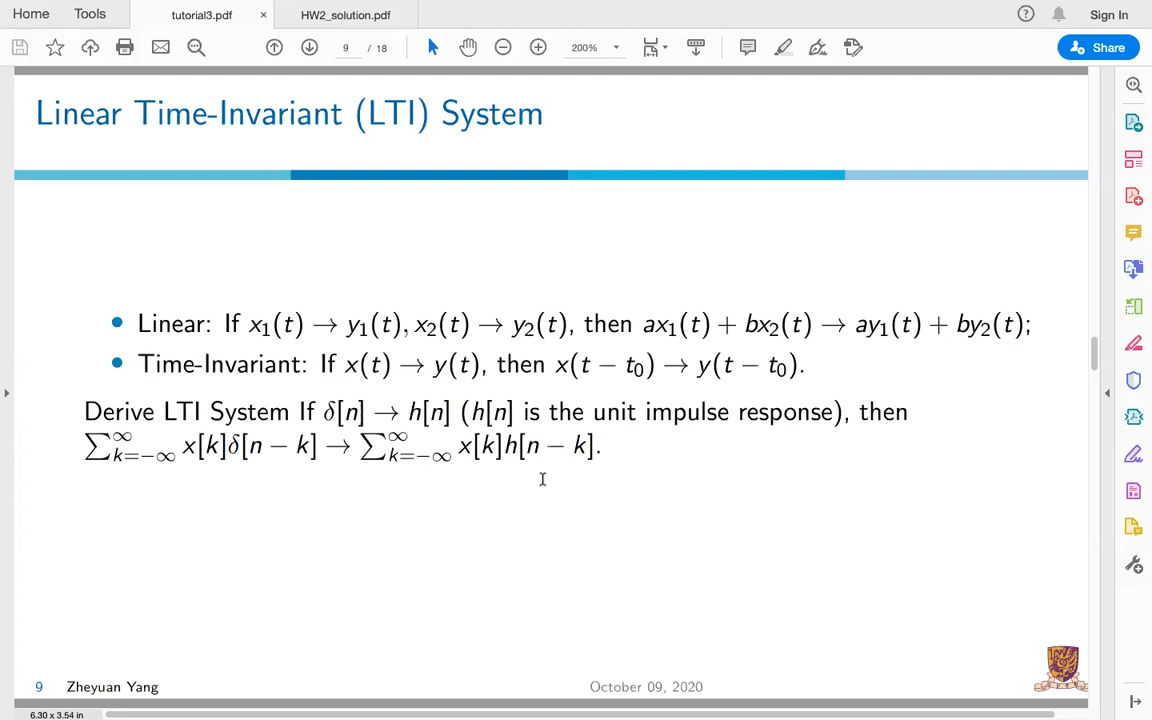 Home Tools tutorial3.pdf × HW2_solution.pdf Sign In
9 / 18 200% Share
Linear Time-Invariant (LTI) System
• Linear: If x₁(t) → y₁(t), x₂(t) → y₂(t), then ax₁(t) + bx₂(t) → ay₁(t) + by₂(t);
• Time-Invariant: If x(t) → y(t), then x(t − t₀) → y(t − t₀).
Derive LTI System If δ[n] → h[n] (h[n] is the unit impulse response), then
∑_{k=−∞}^{∞} x[k]δ[n − k] → ∑_{k=−∞}^{∞} x[k]h[n − k].
9 Zheyuan Yang October 09, 2020
6.30 x 3.54 in